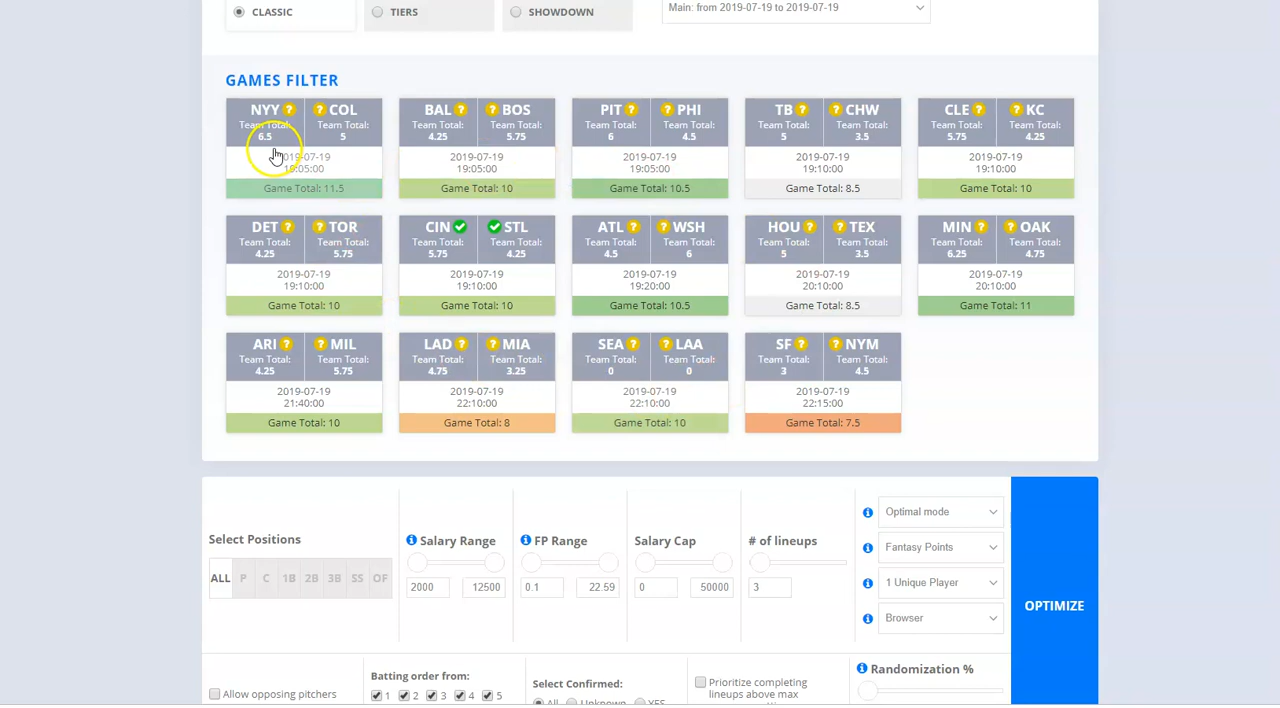 CLASSIC TIERS SHOWDOWN Main: from 2019-07-19 to 2019-07-19
GAMES FILTER
NYY ? ? COL BAL ? ? BOS PIT ? ? PHI TB ? ? CHW CLE ? ? KC
Team Total: Team Total: Team Total: Team Total: Team Total: Team Total: Team Total: Team Total: Team Total: Team Total:
6.5 5 4.25 5.75 6 4.5 5 3.5 5.75 4.25
2019-07-19 2019-07-19 2019-07-19 2019-07-19 2019-07-19
19:05:00 19:05:00 19:05:00 19:10:00 19:10:00
Game Total: 11.5 Game Total: 10 Game Total: 10.5 Game Total: 8.5 Game Total: 10
DET ? ? TOR CIN STL ATL ? ? WSH HOU ? ? TEX MIN ? ? OAK
Team Total: Team Total: Team Total: Team Total: Team Total: Team Total: Team Total: Team Total: Team Total: Team Total:
4.25 5.75 5.75 4.25 4.5 6 5 3.5 6.25 4.75
2019-07-19 2019-07-19 2019-07-19 2019-07-19 2019-07-19
19:10:00 19:10:00 19:20:00 20:10:00 20:10:00
Game Total: 10 Game Total: 10 Game Total: 10.5 Game Total: 8.5 Game Total: 11
ARI ? ? MIL LAD ? ? MIA SEA ? ? LAA SF ? ? NYM
Team Total: Team Total: Team Total: Team Total: Team Total: Team Total: Team Total: Team Total:
4.25 5.75 4.75 3.25 0 0 3 4.5
2019-07-19 2019-07-19 2019-07-19 2019-07-19
21:40:00 22:10:00 22:10:00 22:15:00
Game Total: 10 Game Total: 8 Game Total: 10 Game Total: 7.5
Select Positions Salary Range FP Range Salary Cap # of lineups
ALL P C 1B 2B 3B SS OF
2000 12500 0.1 22.59 0 50000 3
Optimal mode
Fantasy Points
1 Unique Player
Browser
OPTIMIZE
Allow opposing pitchers
Batting order from:
1 2 3 4 5
Select Confirmed:
All Unknown YES
Prioritize completing
lineups above max
Randomization %